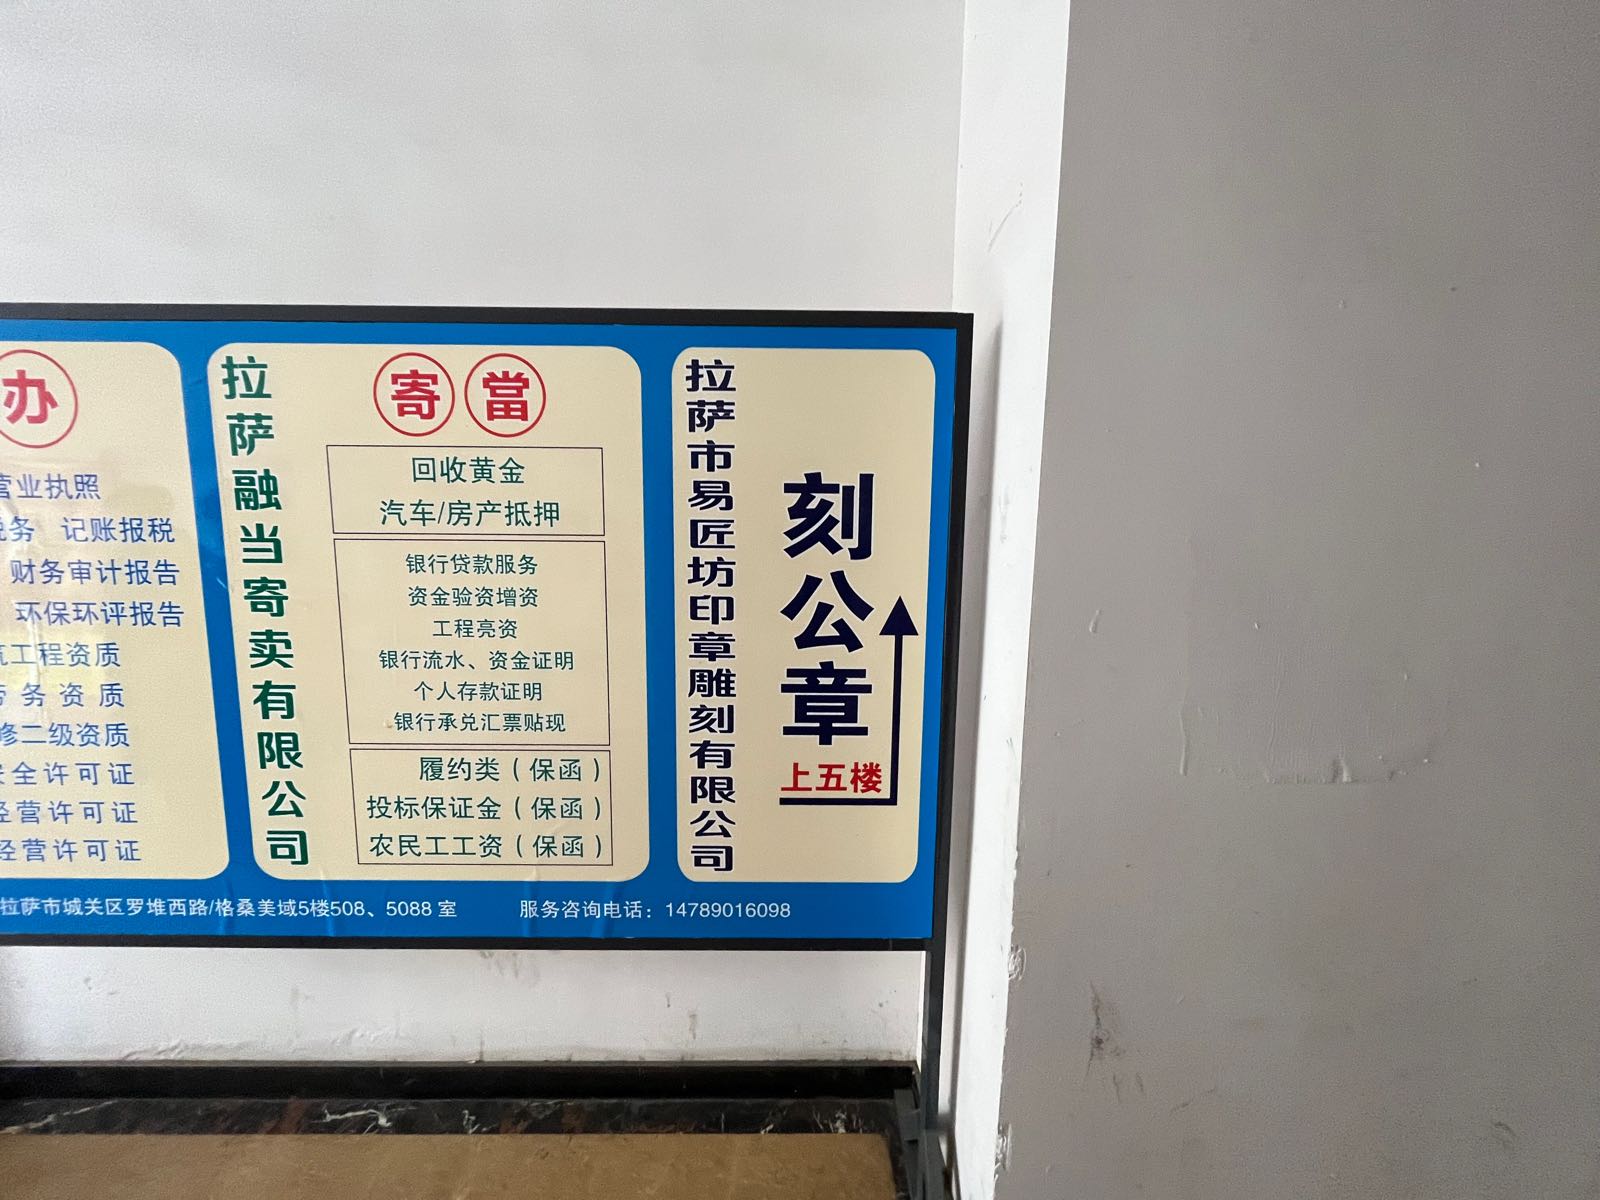 办
营业执照
税务 记账报税
财务审计报告
环保环评报告
工程资质
劳务资质
修二级资质
安全许可证
经营许可证
经营许可证
拉萨融当寄卖有限公司
寄當
回收黄金
汽车/房产抵押
银行贷款服务
资金验资增资
工程亮资
银行流水、资金证明
个人存款证明
银行承兑汇票贴现
履约类(保函)
投标保证金(保函)
农民工工资(保函)
拉萨市易匠坊印章雕刻有限公司
刻公章
上五楼
拉萨市城关区罗堆西路/格桑美域5楼508、5088室
服务咨询电话：14789016098